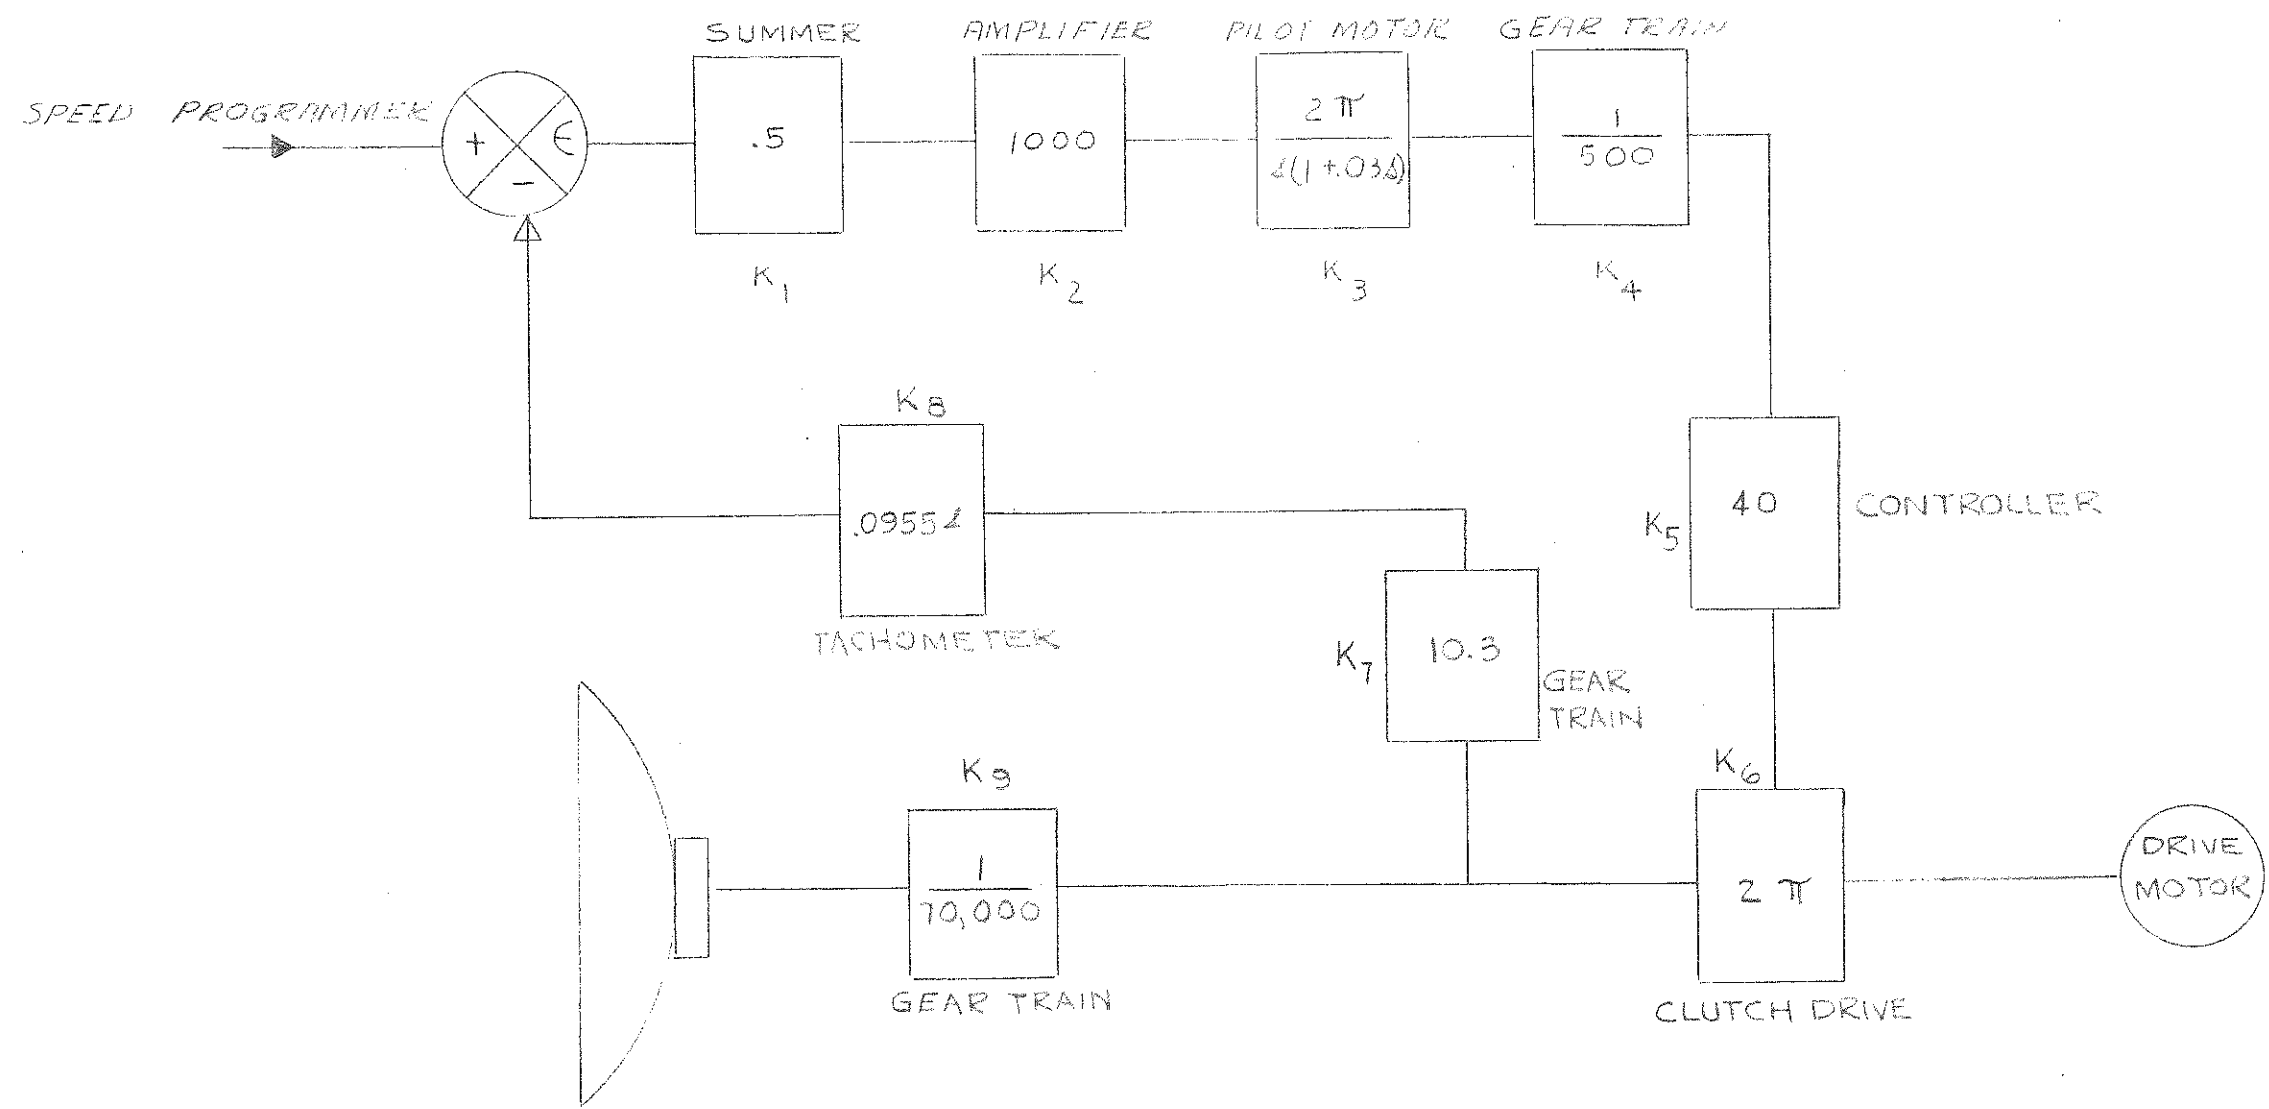 SUMMER
AMPLIFIER
PILOT MOTOR
GEAR TRAIN
SPEED PROGRAMMER
+
ϵ
−
.5
1000
2π
s(1+.03s)
1
500
K1
K2
K3
K4
K8
.0955s
TACHOMETER
40
K5
CONTROLLER
K7
10.3
GEAR
TRAIN
K6
2π
CLUTCH DRIVE
DRIVE
MOTOR
K9
1
70,000
GEAR TRAIN